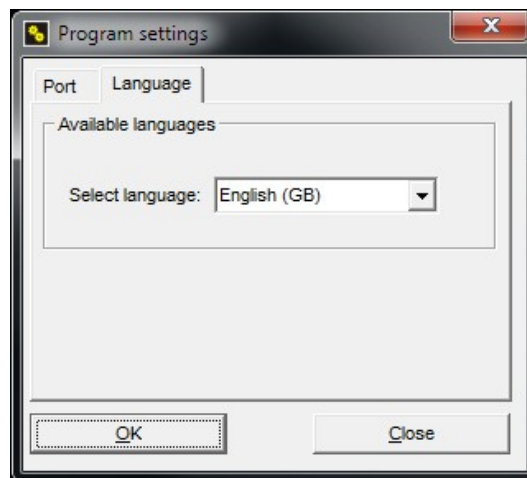 Program settings
Port Language
Available languages
Select language: English (GB)
OK Close